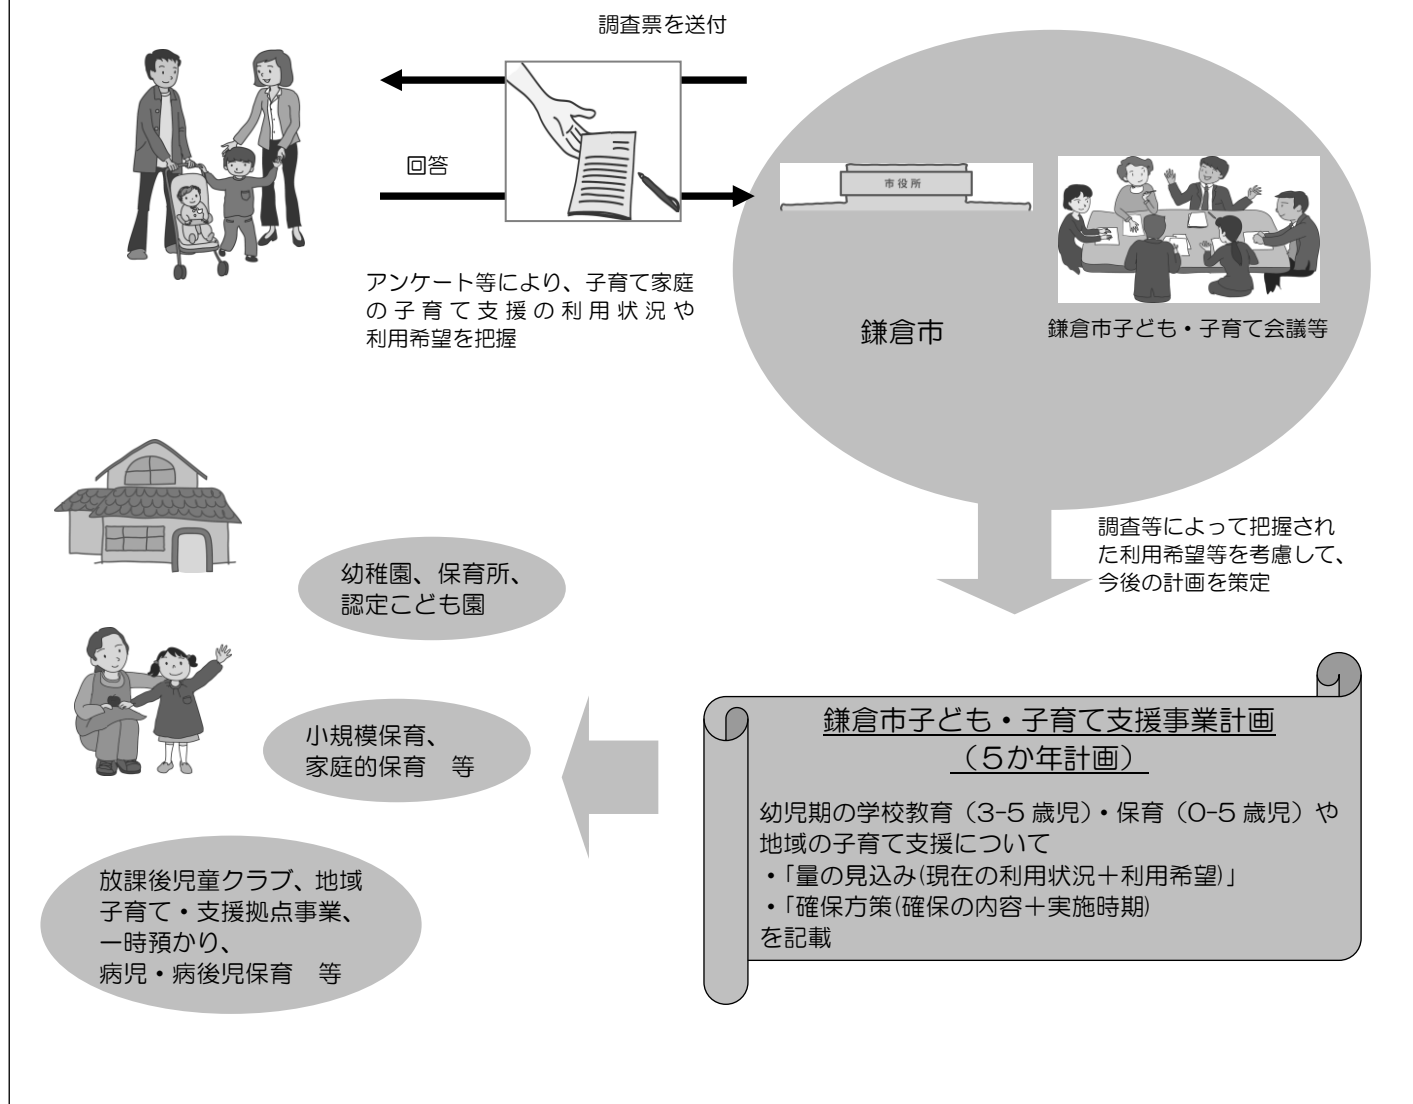 調査票を送付
回答
アンケート等により、子育て家庭
の子育て支援の利用状況や
利用希望を把握
市役所
鎌倉市
鎌倉市子ども・子育て会議等
調査等によって把握され
た利用希望等を考慮して、
今後の計画を策定
幼稚園、保育所、
認定こども園
小規模保育、
家庭的保育　等
放課後児童クラブ、地域
子育て・支援拠点事業、
一時預かり、
病児・病後児保育　等
鎌倉市子ども・子育て支援事業計画
（５か年計画）
幼児期の学校教育（3-5 歳児）・保育（0-5 歳児）や
地域の子育て支援について
・「量の見込み(現在の利用状況＋利用希望)」
・「確保方策(確保の内容＋実施時期)
を記載